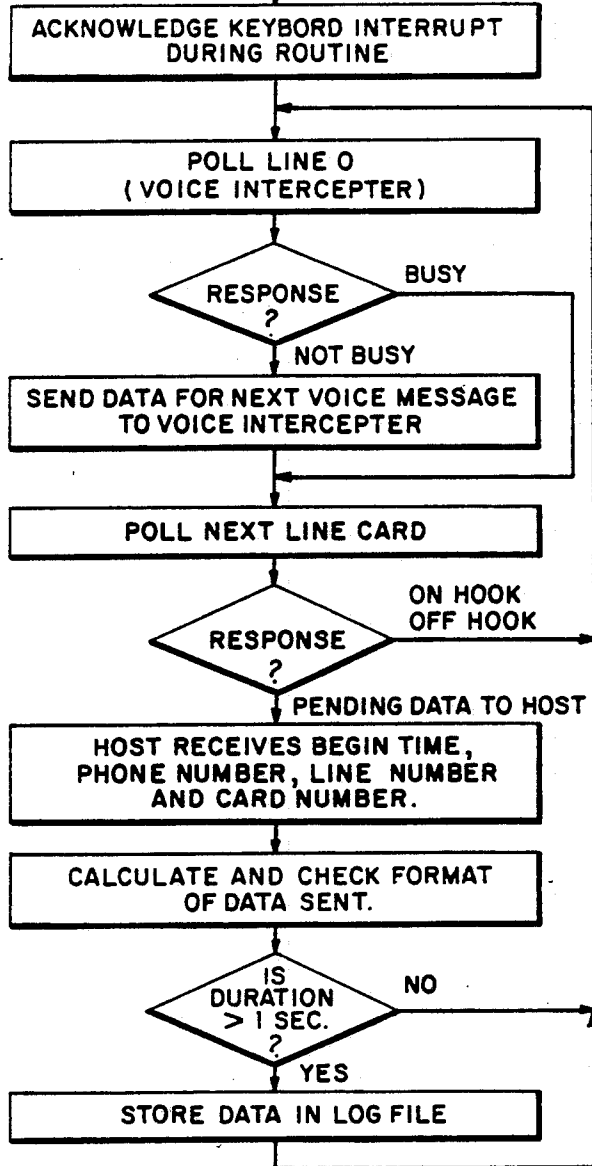 ACKNOWLEDGE KEYBORD INTERRUPT
DURING ROUTINE
POLL LINE 0
(VOICE INTERCEPTER)
RESPONSE
?
BUSY
NOT BUSY
SEND DATA FOR NEXT VOICE MESSAGE
TO VOICE INTERCEPTER
POLL NEXT LINE CARD
RESPONSE
?
ON HOOK
OFF HOOK
PENDING DATA TO HOST
HOST RECEIVES BEGIN TIME,
PHONE NUMBER, LINE NUMBER
AND CARD NUMBER.
CALCULATE AND CHECK FORMAT
OF DATA SENT.
IS
DURATION
> 1 SEC.
?
NO
YES
STORE DATA IN LOG FILE